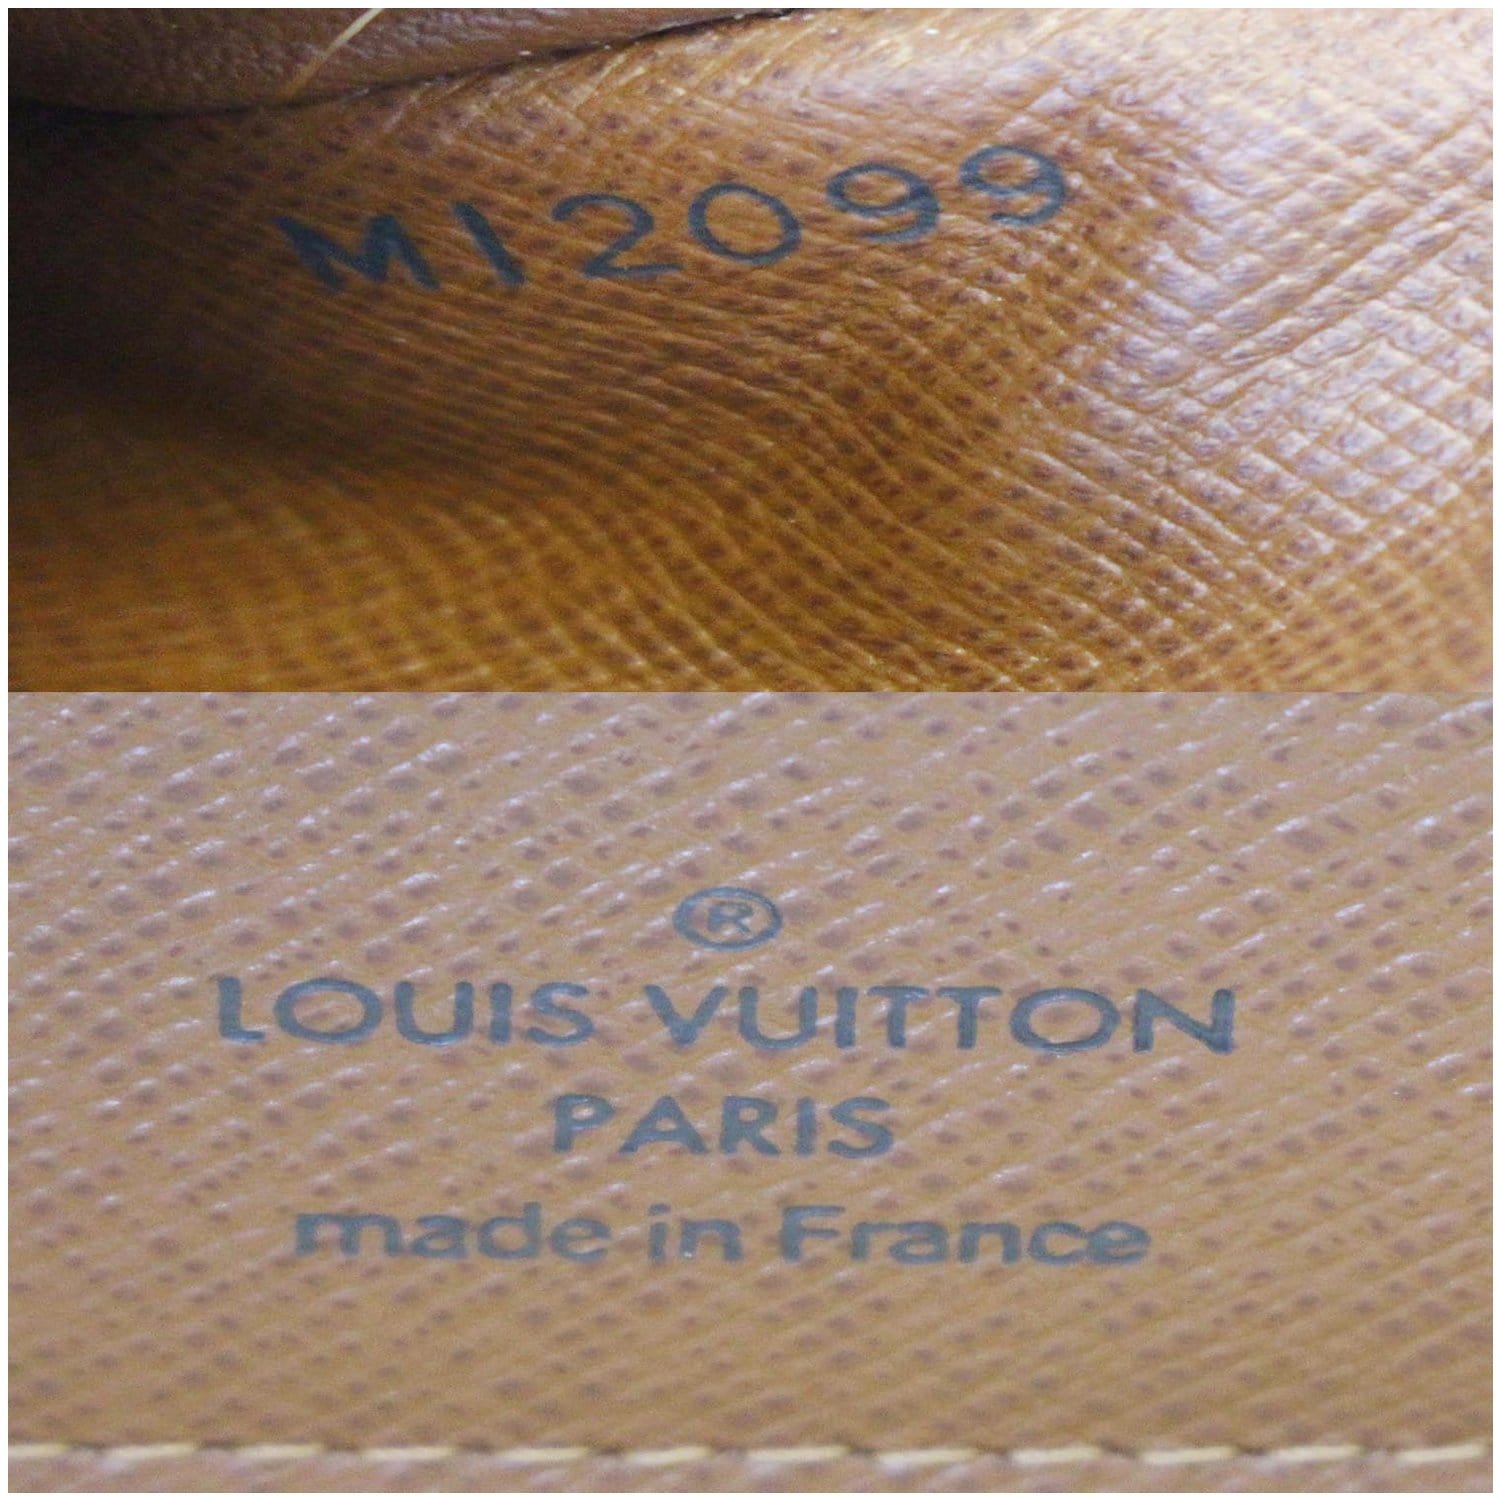 MI2099
®
LOUIS VUITTON
PARIS
made in France